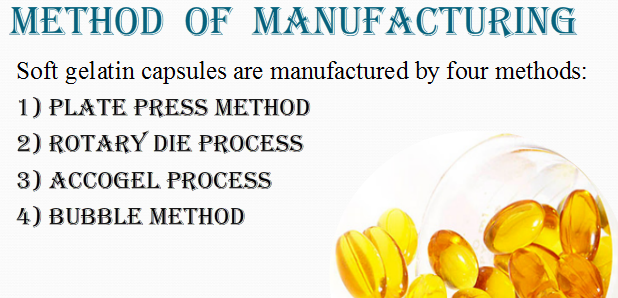 METHOD OF MANUFACTURING
Soft gelatin capsules are manufactured by four methods:
1) PLATE PRESS METHOD
2) ROTARY DIE PROCESS
3) ACCOGEL PROCESS
4) BUBBLE METHOD